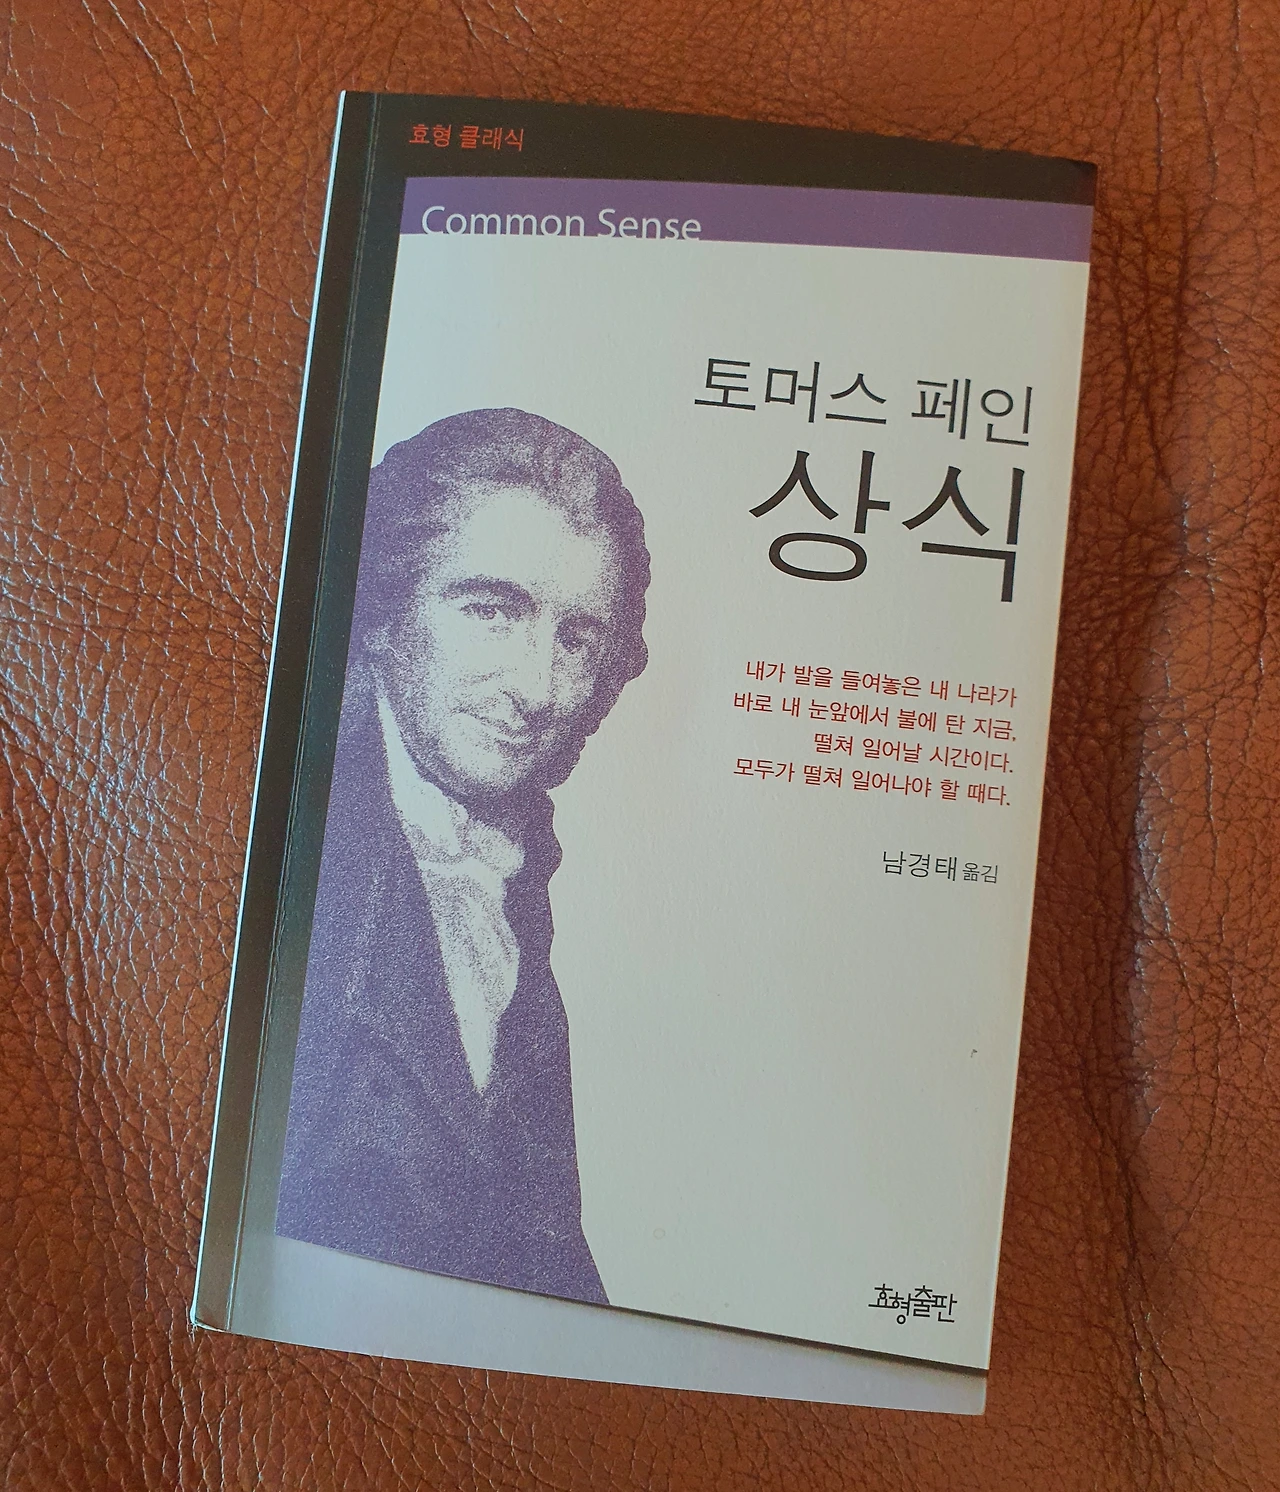 효형 클래식
Common Sense
토머스 페인
상식
내가 발을 들여놓은 내 나라가
바로 내 눈앞에서 불에 탄 지금,
떨쳐 일어날 시간이다.
모두가 떨쳐 일어나야 할 때다.
남경태 옮김
효형출판